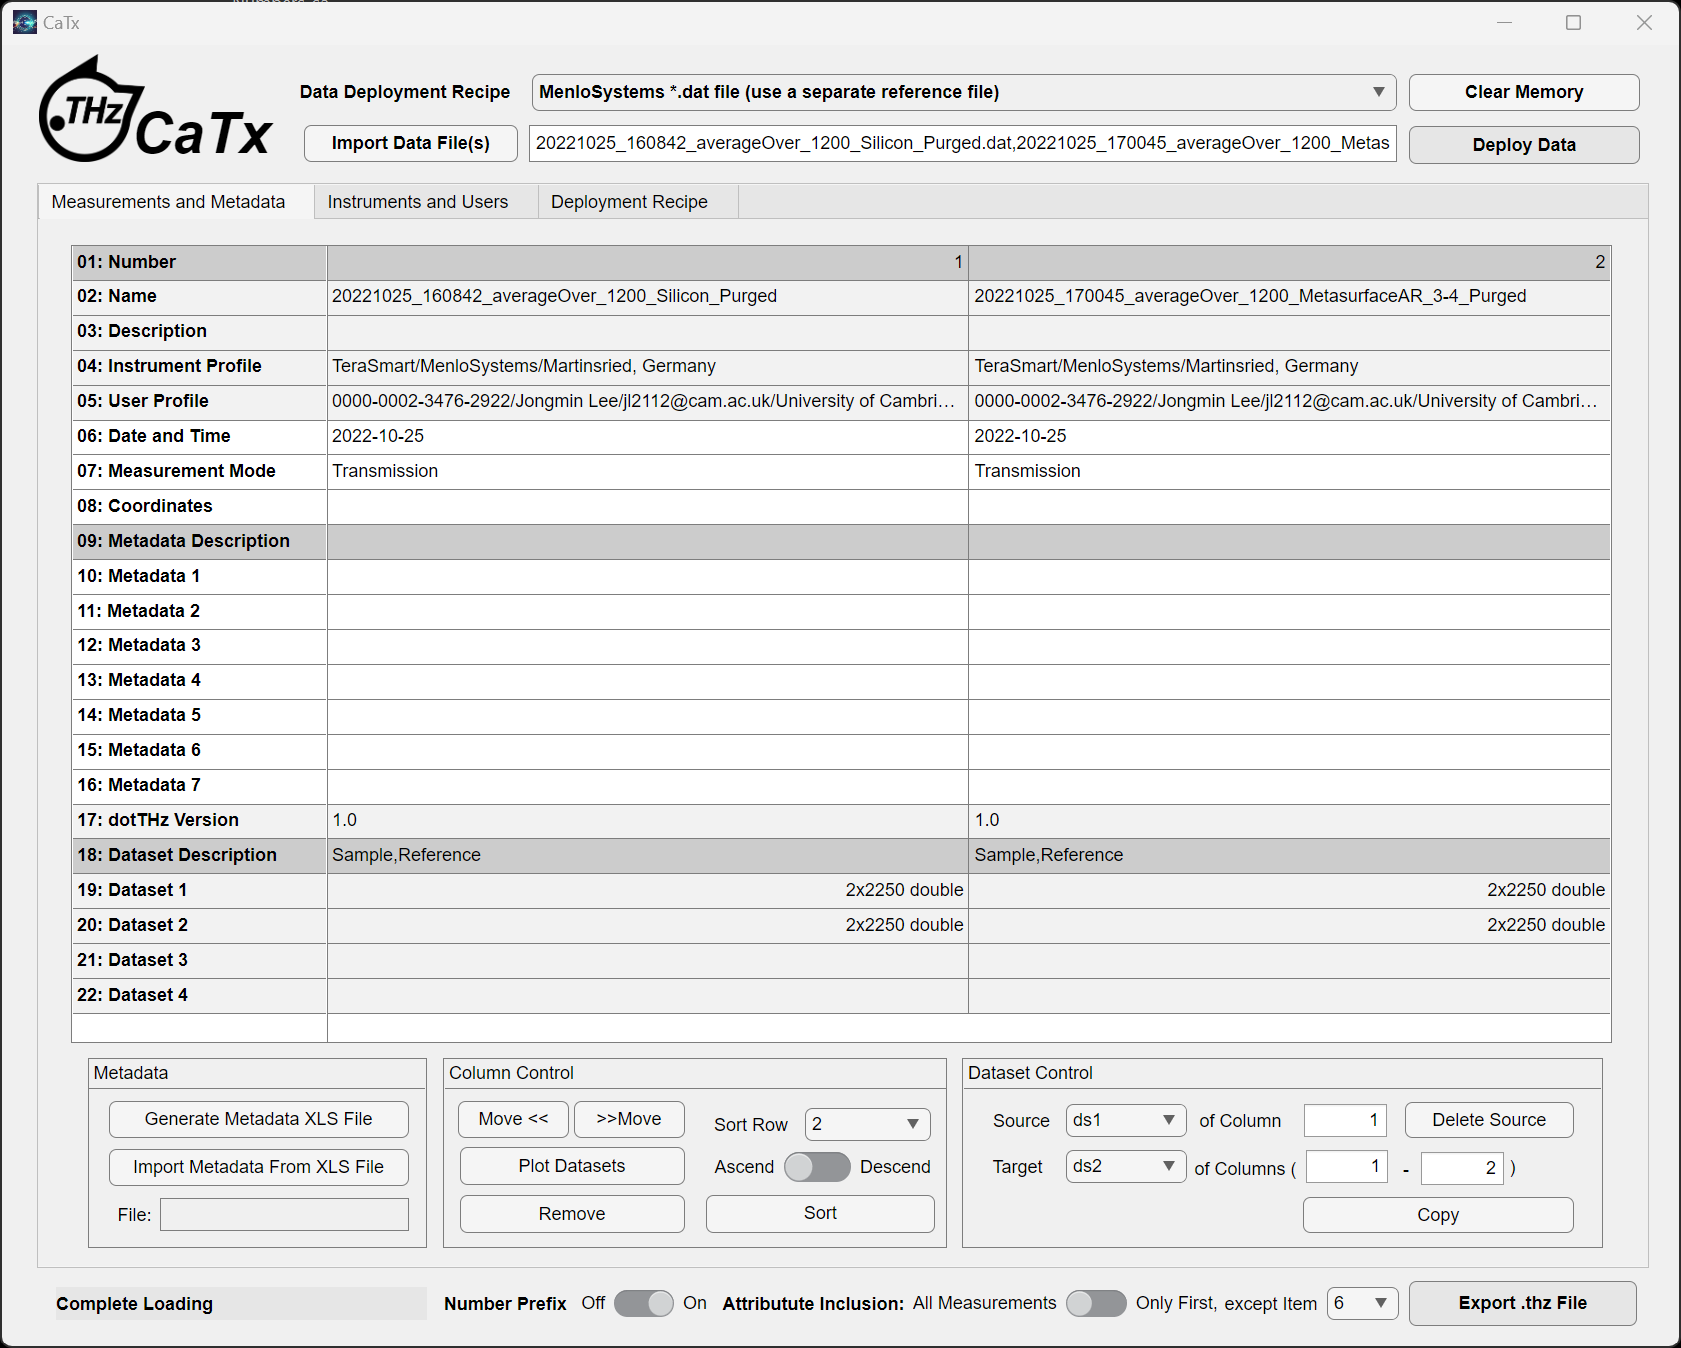 CaTx
.THz
CaTx
Data Deployment Recipe MenloSystems *.dat file (use a separate reference file) Clear Memory
Import Data File(s) 20221025_160842_averageOver_1200_Silicon_Purged.dat,20221025_170045_averageOver_1200_Metas Deploy Data
Measurements and Metadata Instruments and Users Deployment Recipe
01: Number 1 2
02: Name 20221025_160842_averageOver_1200_Silicon_Purged 20221025_170045_averageOver_1200_MetasurfaceAR_3-4_Purged
03: Description
04: Instrument Profile TeraSmart/MenloSystems/Martinsried, Germany TeraSmart/MenloSystems/Martinsried, Germany
05: User Profile 0000-0002-3476-2922/Jongmin Lee/jl2112@cam.ac.uk/University of Cambri... 0000-0002-3476-2922/Jongmin Lee/jl2112@cam.ac.uk/University of Cambri...
06: Date and Time 2022-10-25 2022-10-25
07: Measurement Mode Transmission Transmission
08: Coordinates
09: Metadada Description
10: Metadata 1
11: Metadata 2
12: Metadata 3
13: Metadata 4
14: Metadata 5
15: Metadata 6
16: Metadata 7
17: dotTHz Version 1.0 1.0
18: Dataset Description Sample,Reference Sample,Reference
19: Dataset 1 2x2250 double 2x2250 double
20: Dataset 2 2x2250 double 2x2250 double
21: Dataset 3
22: Dataset 4
Metadata
Generate Metadata XLS File
Import Metadata From XLS File
File:
Column Control
Move << >>Move Sort Row 2
Plot Datasets Ascend Descend
Remove Sort
Dataset Control
Source ds1 of Column 1 Delete Source
Target ds2 of Columns ( 1 - 2 )
Copy
Complete Loading Number Prefix Off On Attributute Inclusion: All Measurements Only First, except Item 6 Export .thz File